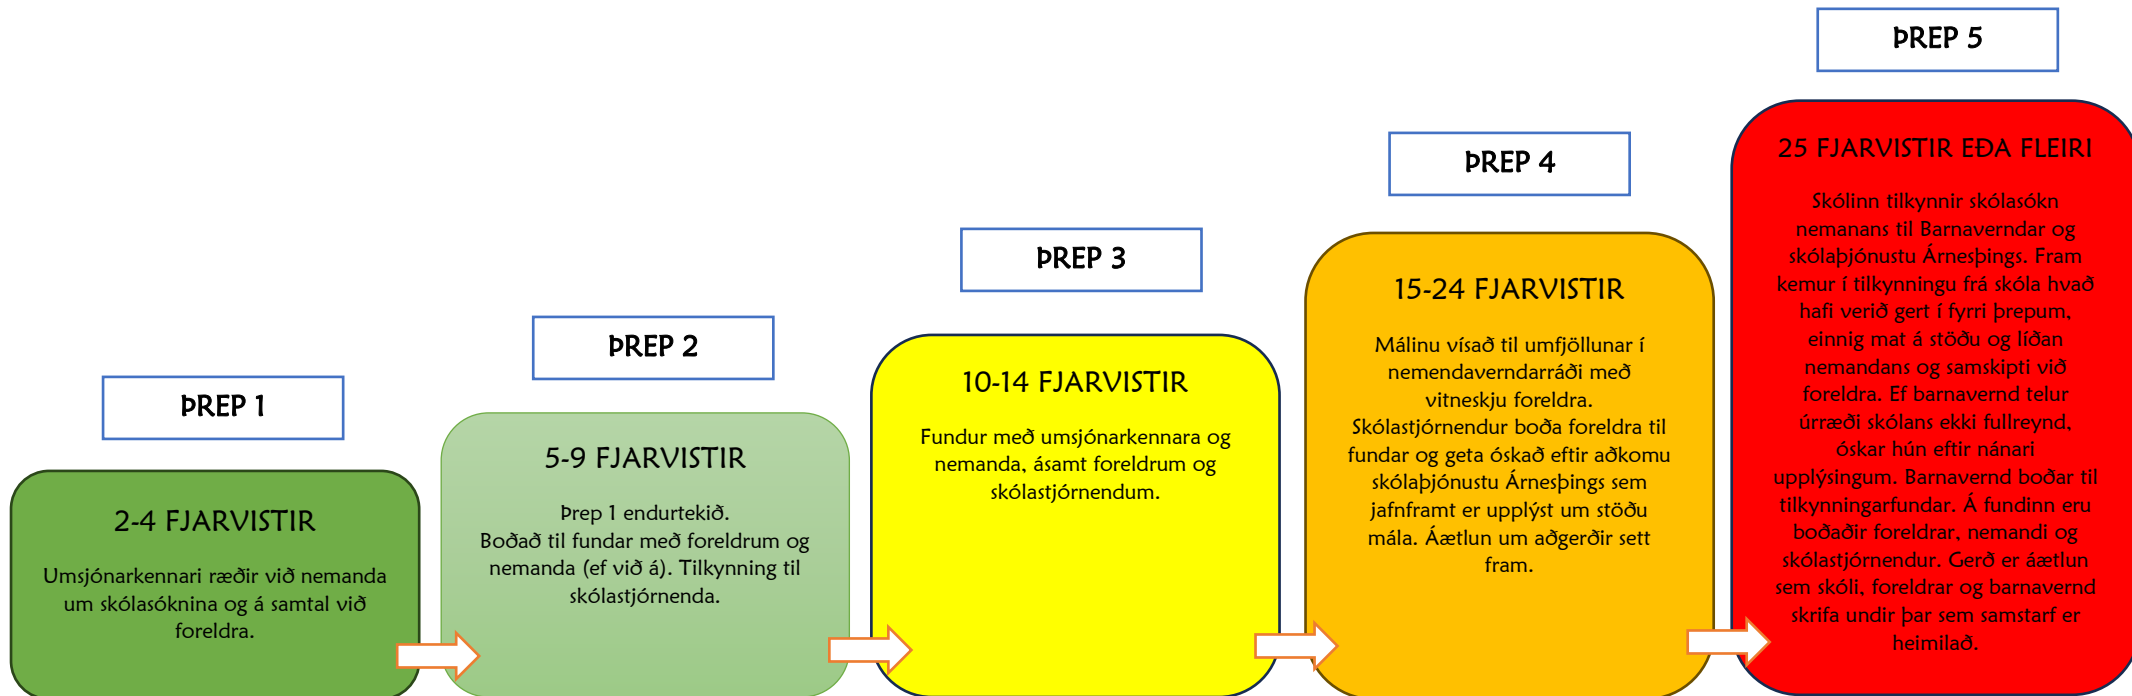 ÞREP 1
2-4 FJARVISTIR
Umsjónarkennari ræðir við nemanda
um skólasóknina og á samtal við
foreldra.
ÞREP 2
5-9 FJARVISTIR
Þrep 1 endurtekið.
Boðað til fundar með foreldrum og
nemanda (ef við á). Tilkynning til
skólastjórnenda.
ÞREP 3
10-14 FJARVISTIR
Fundur með umsjónarkennara og
nemanda, ásamt foreldrum og
skólastjórnendum.
ÞREP 4
15-24 FJARVISTIR
Málinu vísað til umfjöllunar í
nemendaverndarráði með
vitneskju foreldra.
Skólastjórnendur boða foreldra til
fundar og geta óskað eftir aðkomu
skólaþjónustu Árnesþings sem
jafnframt er upplýst um stöðu
mála. Áætlun um aðgerðir sett
fram.
ÞREP 5
25 FJARVISTIR EÐA FLEIRI
Skólinn tilkynnir skólasókn
nemanans til Barnaverndar og
skólaþjónustu Árnesþings. Fram
kemur í tilkynningu frá skóla hvað
hafi verið gert í fyrri þrepum,
einnig mat á stöðu og líðan
nemandans og samskipti við
foreldra. Ef barnavernd telur
úrræði skólans ekki fullreynd,
óskar hún eftir nánari
upplýsingum. Barnavernd boðar til
tilkynningarfundar. Á fundinn eru
boðaðir foreldrar, nemandi og
skólastjórnendur. Gerð er áætlun
sem skóli, foreldrar og barnavernd
skrifa undir þar sem samstarf er
heimilað.